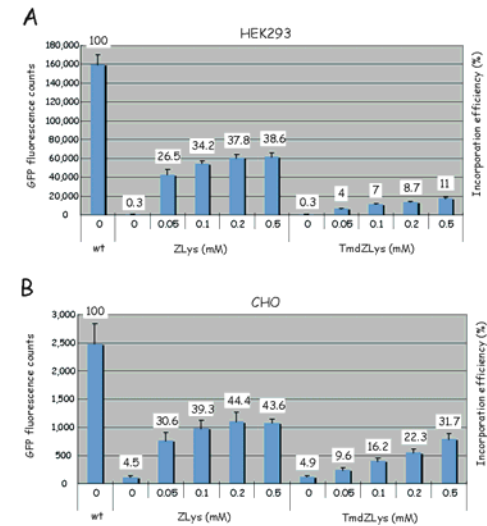 A
HEK293
100
180,000
160,000
140,000
120,000
100,000
80,000
60,000
40,000
20,000
0
GFP fluorescence counts
Incorporation efficiency (%)
0.3 26.5 34.2 37.8 38.6 0.3 4 7 8.7 11
0 0 0.05 0.1 0.2 0.5 0 0.05 0.1 0.2 0.5
wt ZLys (mM) TmdZLys (mM)
B
CHO
100
3,000
2,500
2,000
1,500
1,000
500
0
GFP fluorescence counts
Incorporation efficiency (%)
4.5 30.6 39.3 44.4 43.6 4.9 9.6 16.2 22.3 31.7
0 0 0.05 0.1 0.2 0.5 0 0.05 0.1 0.2 0.5
wt ZLys (mM) TmdZLys (mM)